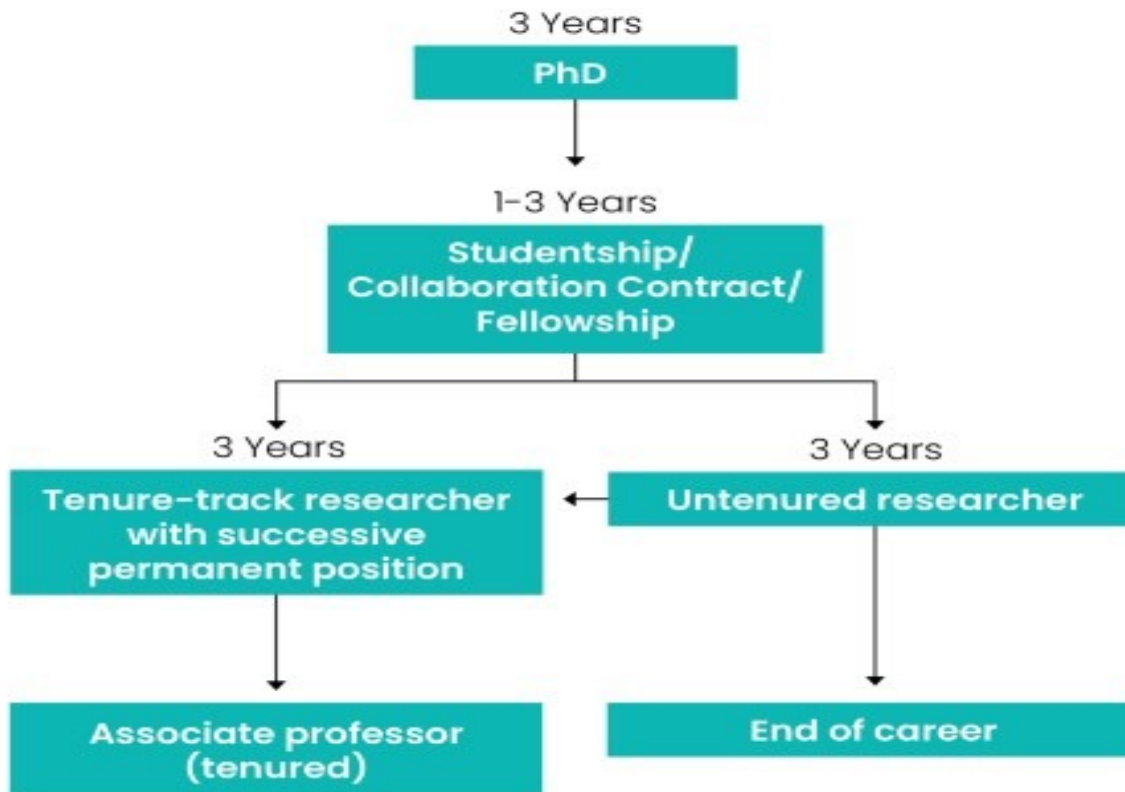 3 Years
PhD
1-3 Years
Studentship/
Collaboration Contract/
Fellowship
3 Years
Tenure-track researcher
with successive
permanent position
3 Years
Untenured researcher
Associate professor
(tenured)
End of career